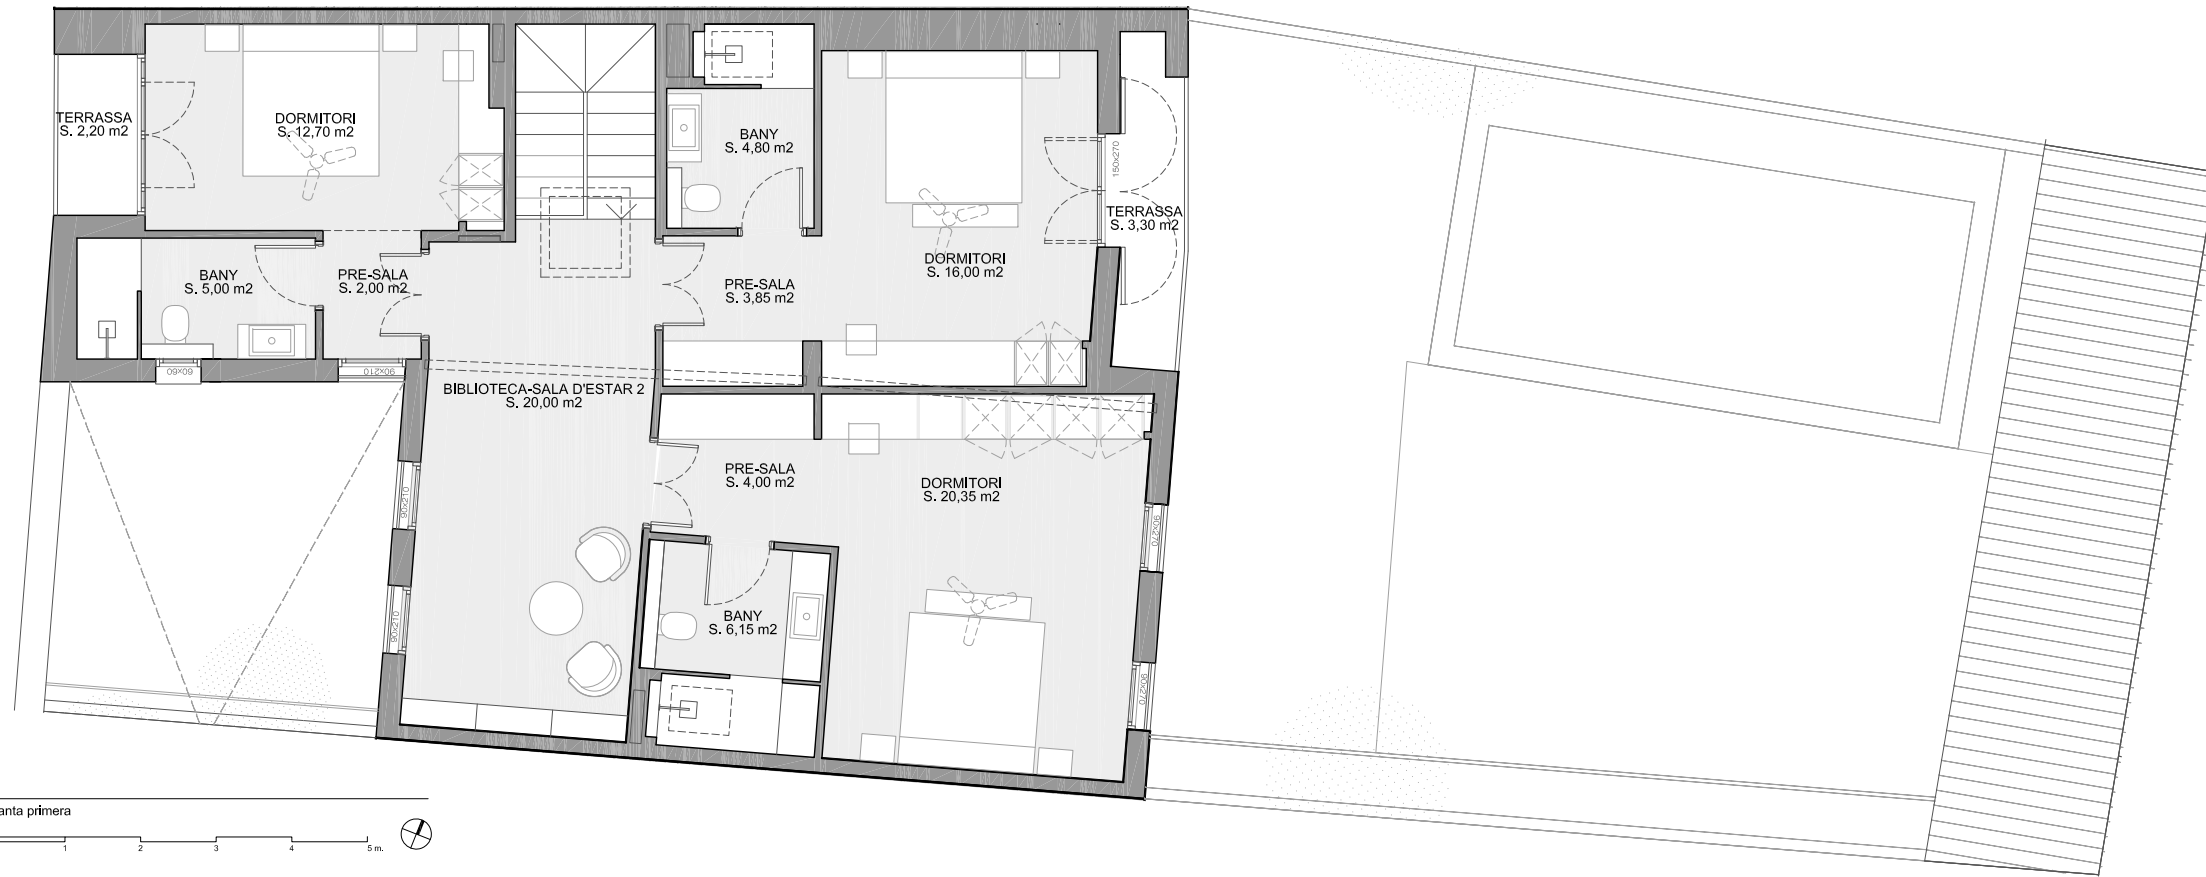 TERRASSA
S. 2,20 m2
DORMITORI
S. 12,70 m2
BANY
S. 4,80 m2
150x270
TERRASSA
S. 3,30 m2
DORMITORI
S. 16,00 m2
BANY
S. 5,00 m2
PRE-SALA
S. 2,00 m2
PRE-SALA
S. 3,85 m2
60x60
90x210
BIBLIOTECA-SALA D'ESTAR 2
S. 20,00 m2
PRE-SALA
S. 4,00 m2
DORMITORI
S. 20,35 m2
90x210
90x270
BANY
S. 6,15 m2
90x210
90x270
primera
1 2 3 4 5 m.